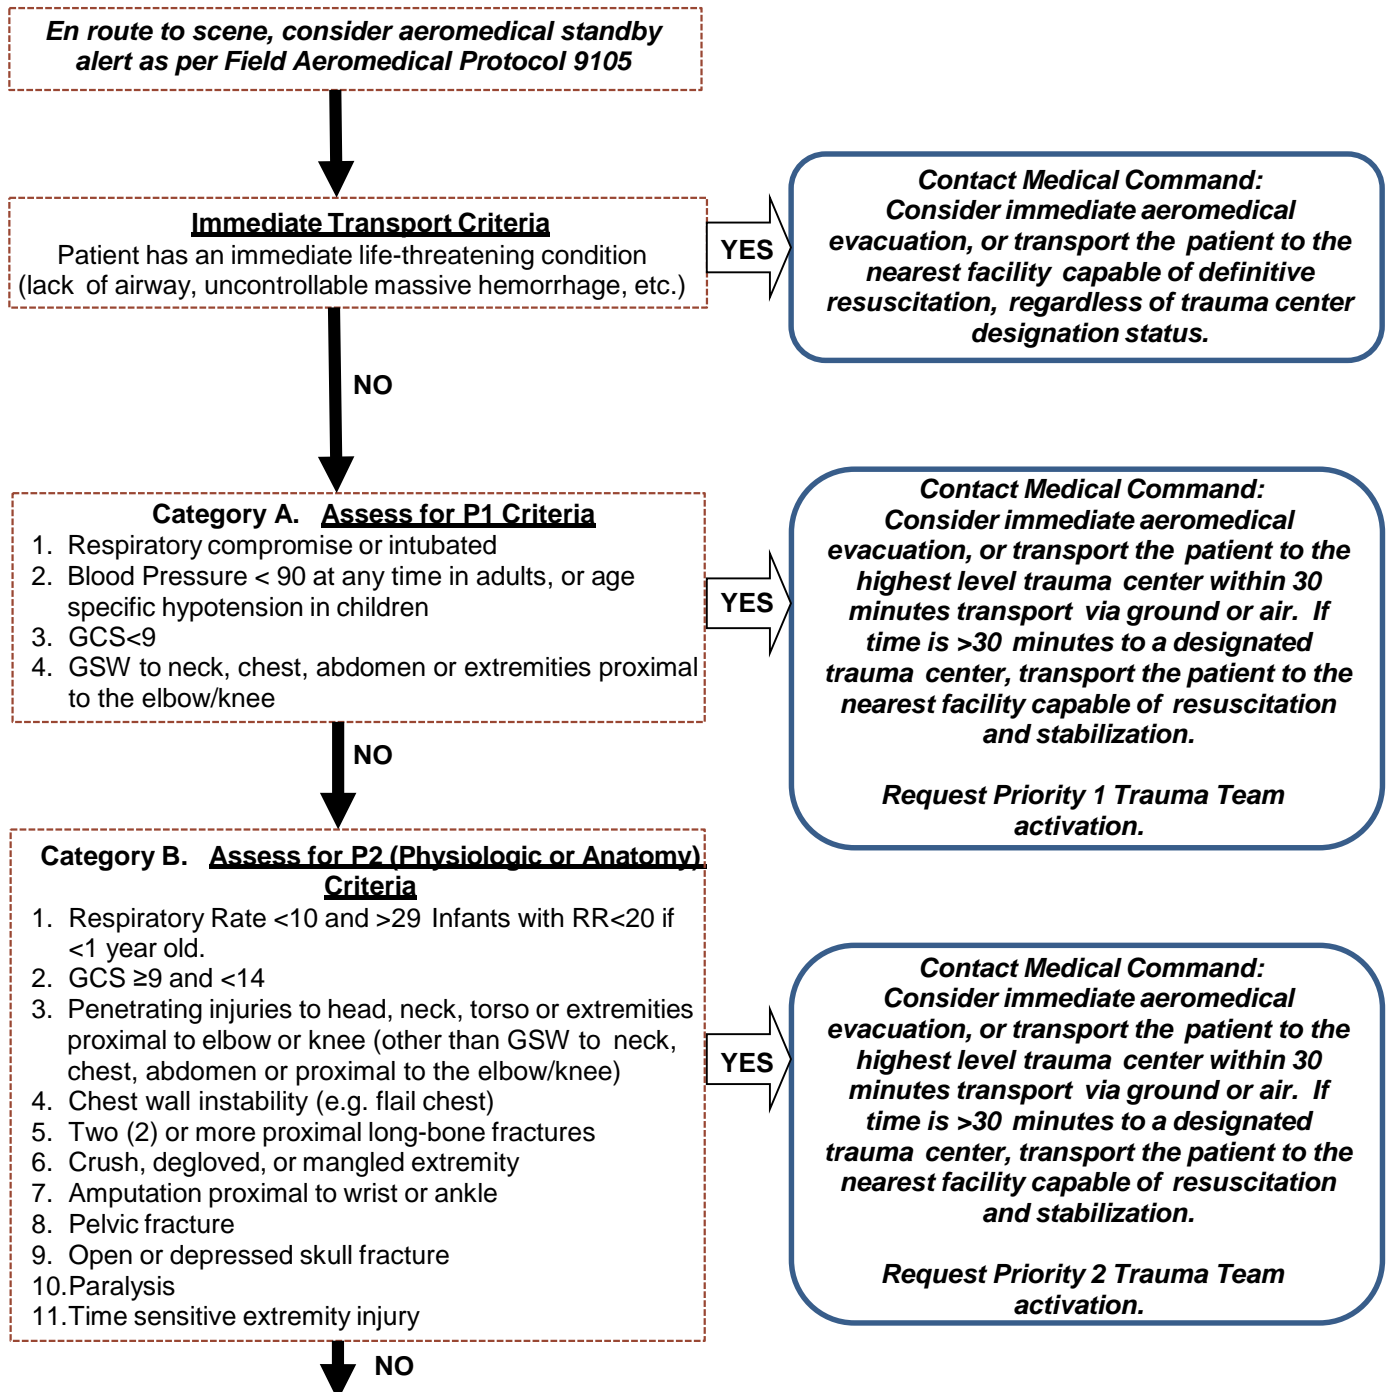 En route to scene, consider aeromedical standby
alert as per Field Aeromedical Protocol 9105
Immediate Transport Criteria
Patient has an immediate life-threatening condition
(lack of airway, uncontrollable massive hemorrhage, etc.)
YES
Contact Medical Command:
Consider immediate aeromedical
evacuation, or transport the patient to the
nearest facility capable of definitive
resuscitation, regardless of trauma center
designation status.
NO
Category A. Assess for P1 Criteria
1. Respiratory compromise or intubated
2. Blood Pressure < 90 at any time in adults, or age
specific hypotension in children
3. GCS<9
4. GSW to neck, chest, abdomen or extremities proximal
to the elbow/knee
YES
Contact Medical Command:
Consider immediate aeromedical
evacuation, or transport the patient to the
highest level trauma center within 30
minutes transport via ground or air. If
time is >30 minutes to a designated
trauma center, transport the patient to the
nearest facility capable of resuscitation
and stabilization.
Request Priority 1 Trauma Team
activation.
NO
Category B. Assess for P2 (Physiologic or Anatomy)
Criteria
1. Respiratory Rate <10 and >29 Infants with RR<20 if
<1 year old.
2. GCS ≥9 and <14
3. Penetrating injuries to head, neck, torso or extremities
proximal to elbow or knee (other than GSW to neck,
chest, abdomen or proximal to the elbow/knee)
4. Chest wall instability (e.g. flail chest)
5. Two (2) or more proximal long-bone fractures
6. Crush, degloved, or mangled extremity
7. Amputation proximal to wrist or ankle
8. Pelvic fracture
9. Open or depressed skull fracture
10.Paralysis
11.Time sensitive extremity injury
YES
Contact Medical Command:
Consider immediate aeromedical
evacuation, or transport the patient to the
highest level trauma center within 30
minutes transport via ground or air. If
time is >30 minutes to a designated
trauma center, transport the patient to the
nearest facility capable of resuscitation
and stabilization.
Request Priority 2 Trauma Team
activation.
NO